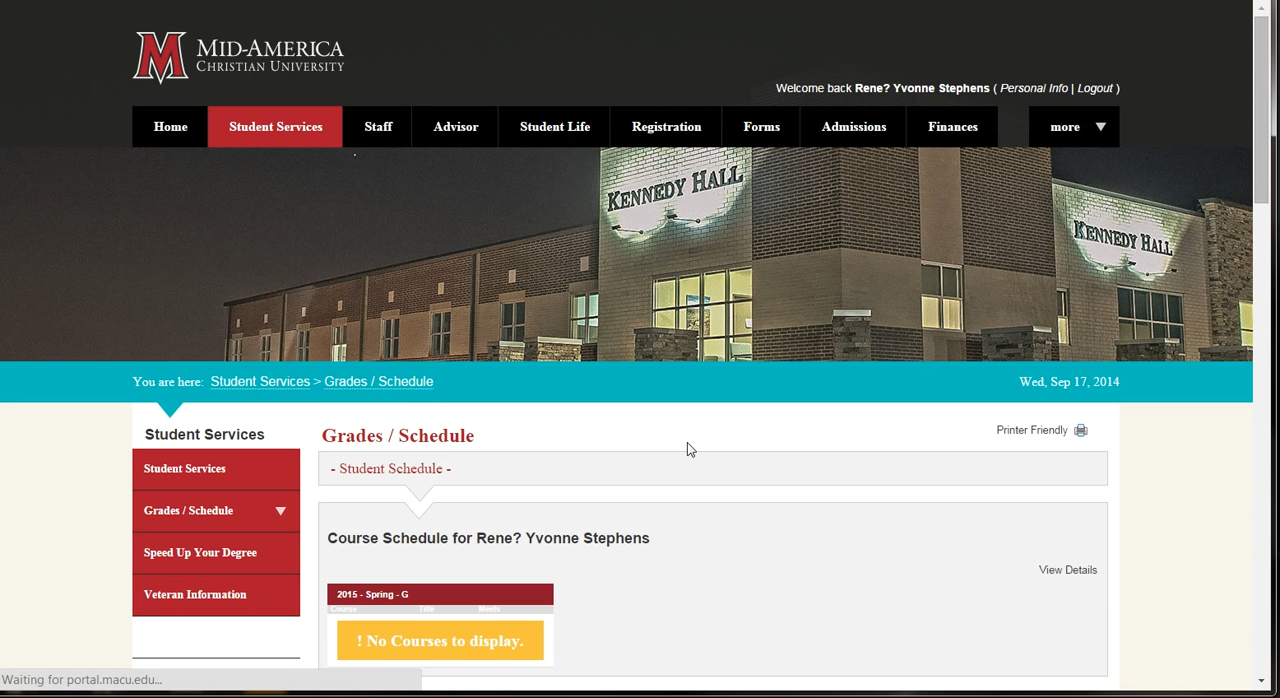 M
MID-AMERICA
CHRISTIAN UNIVERSITY
Welcome back Rene? Yvonne Stephens ( Personal Info | Logout )
Home Student Services Staff Advisor Student Life Registration Forms Admissions Finances more
KENNEDY HALL
KENNEDY HALL
You are here: Student Services > Grades / Schedule
Wed, Sep 17, 2014
Student Services
Student Services
Grades / Schedule
Speed Up Your Degree
Veteran Information
Grades / Schedule
Printer Friendly
- Student Schedule -
Course Schedule for Rene? Yvonne Stephens
View Details
2015 - Spring - G
Course Title Meets
! No Courses to display.
Waiting for portal.macu.edu...